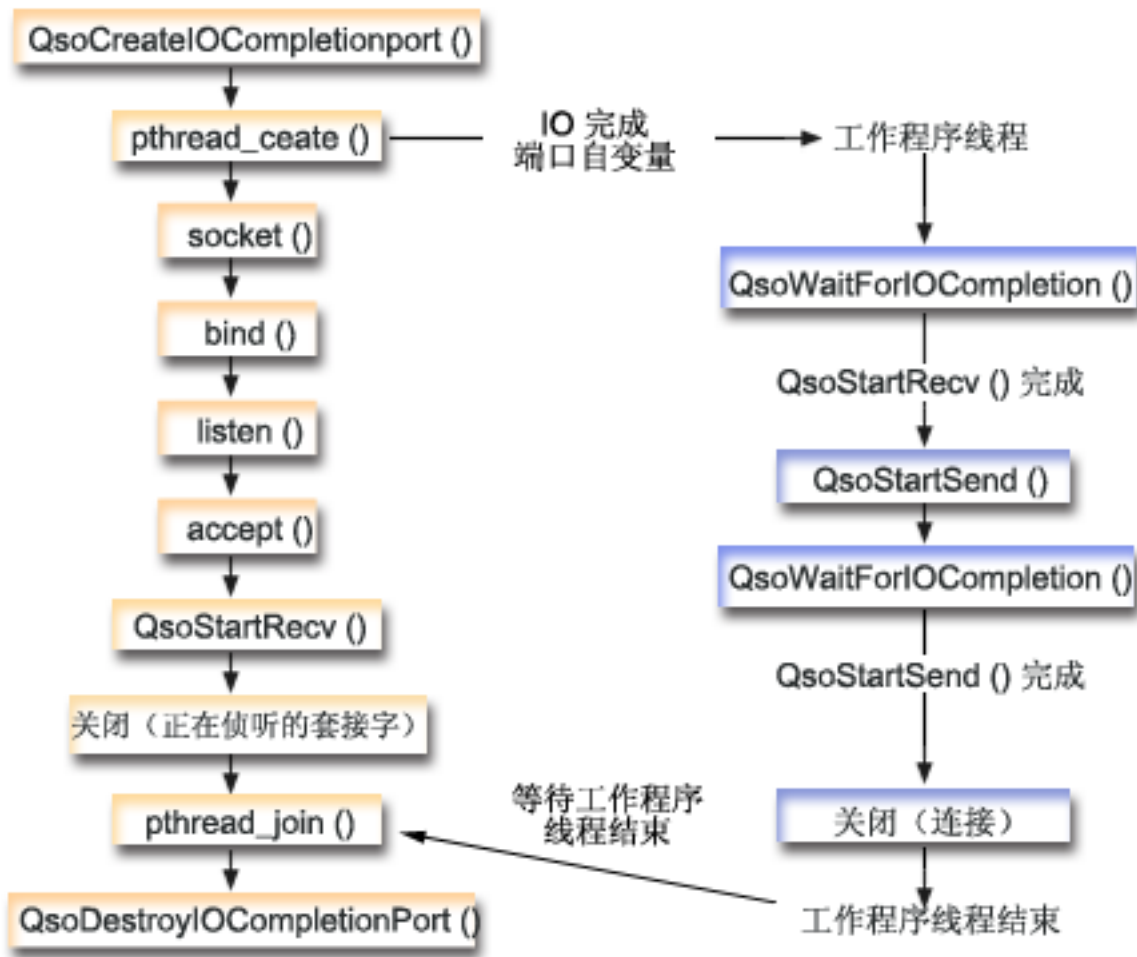 QsoCreateIOCompletionport ()
pthread_ceate ()
IO 完成
端口自变量
工作程序线程
socket ()
bind ()
listen ()
accept ()
QsoStartRecv ()
关闭（正在侦听的套接字）
pthread_join ()
QsoDestroyIOCompletionPort ()
QsoWaitForIOCompletion ()
QsoStartRecv () 完成
QsoStartSend ()
QsoWaitForIOCompletion ()
QsoStartSend () 完成
关闭（连接）
工作程序线程结束
等待工作程序
线程结束